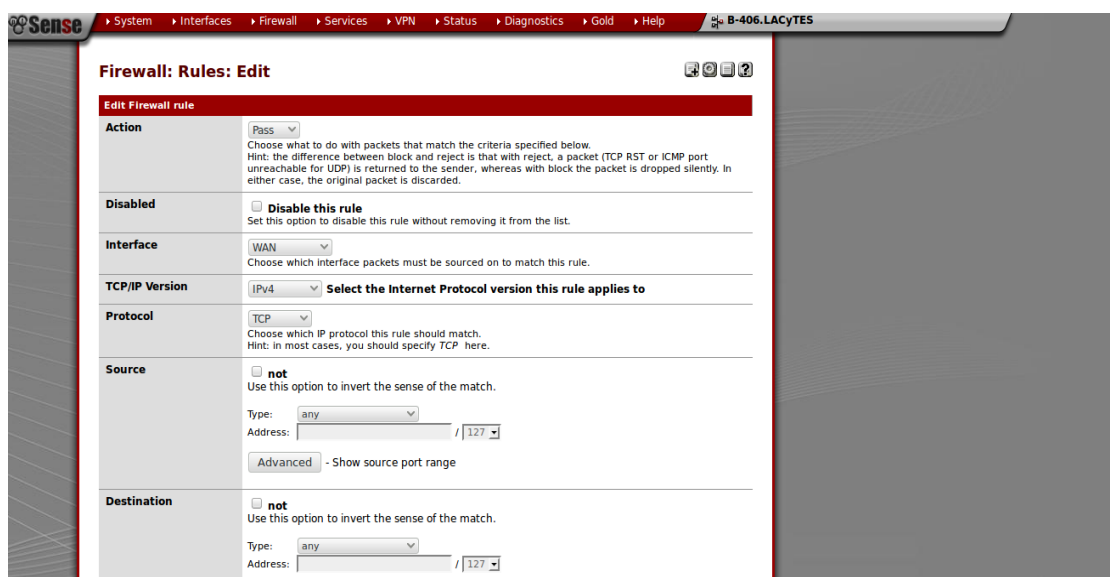 Sense
System Interfaces Firewall Services VPN Status Diagnostics Gold Help B-406.LACyTES
Firewall: Rules: Edit
?
Edit Firewall rule
Action
Pass
Choose what to do with packets that match the criteria specified below.
Hint: the difference between block and reject is that with reject, a packet (TCP RST or ICMP port
unreachable for UDP) is returned to the sender, whereas with block the packet is dropped silently. In
either case, the original packet is discarded.
Disabled
Disable this rule
Set this option to disable this rule without removing it from the list.
Interface
WAN
Choose which interface packets must be sourced on to match this rule.
TCP/IP Version
IPv4 Select the Internet Protocol version this rule applies to
Protocol
TCP
Choose which IP protocol this rule should match.
Hint: in most cases, you should specify TCP here.
Source
not
Use this option to invert the sense of the match.
Type: any
Address: / 127
Advanced - Show source port range
Destination
not
Use this option to invert the sense of the match.
Type: any
Address: / 127